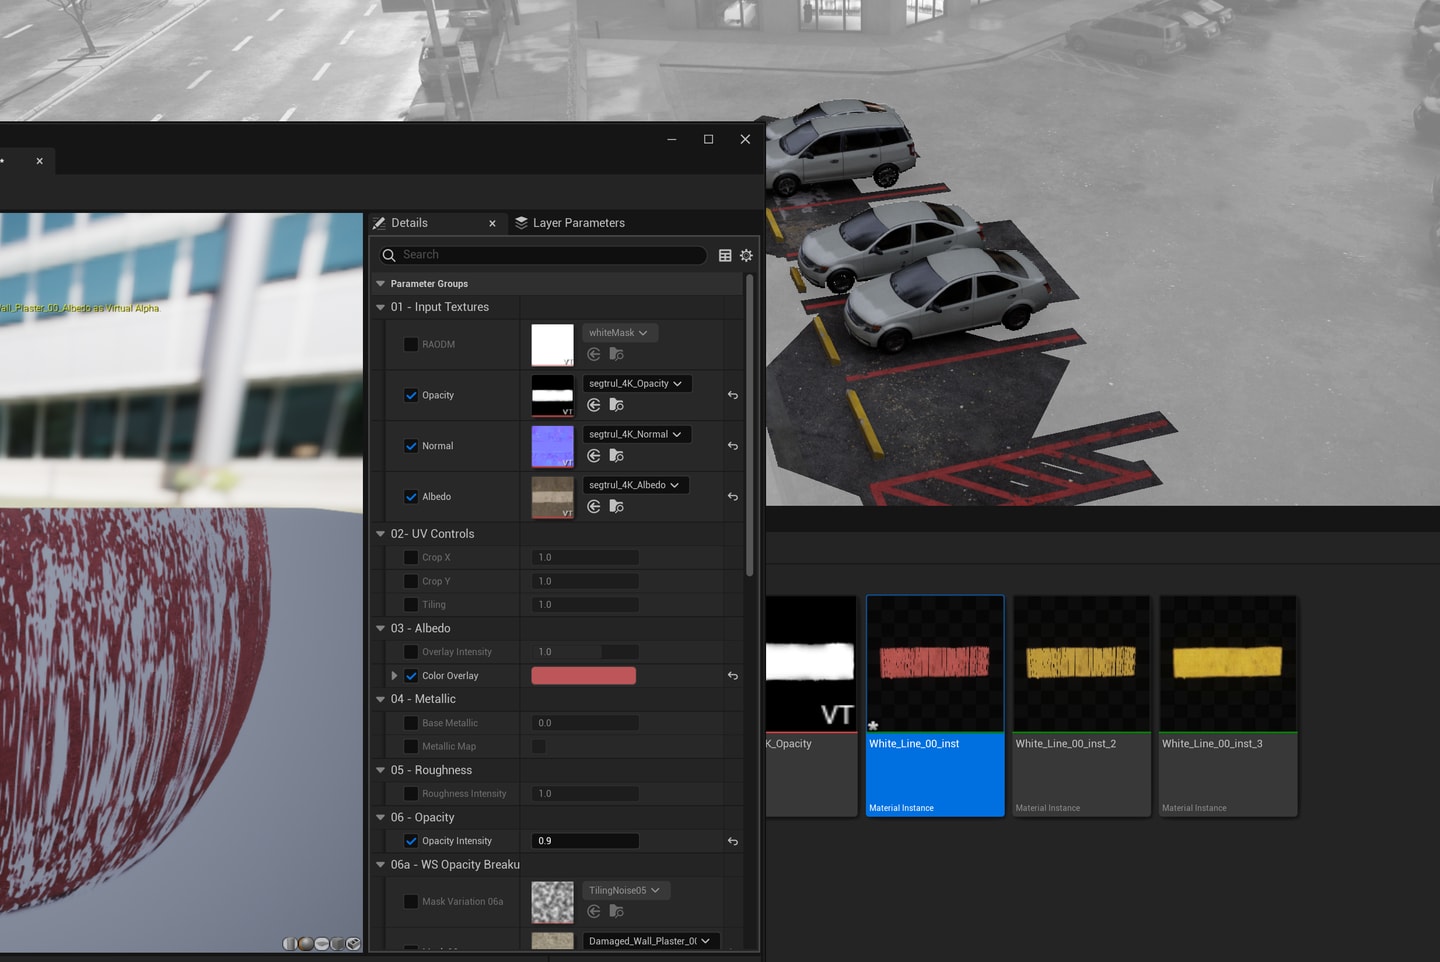 Details
Layer Parameters
Search
Parameter Groups
01 - Input Textures
RAODM
whiteMask
VT
Opacity
segtrul_4K_Opacity
VT
Normal
segtrul_4K_Normal
VT
Albedo
segtrul_4K_Albedo
VT
02- UV Controls
Crop X
1.0
Crop Y
1.0
Tiling
1.0
03 - Albedo
Overlay Intensity
1.0
Color Overlay
04 - Metallic
Base Metallic
0.0
Metallic Map
05 - Roughness
Roughness Intensity
1.0
06 - Opacity
Opacity Intensity
0.9
06a - WS Opacity Breaku
Mask Variation 06a
TilingNoise05
Damaged_Wall_Plaster_0(
all_Plaster_00_Albedo as Virtual Alpha.
VT
K_Opacity
White_Line_00_inst
Material Instance
White_Line_00_inst_2
Material Instance
White_Line_00_inst_3
Material Instance